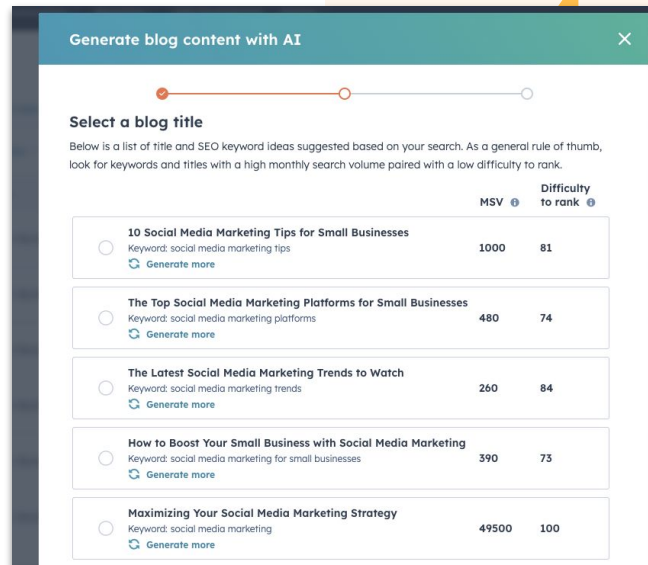 Generate blog content with AI
Select a blog title
Below is a list of title and SEO keyword ideas suggested based on your search. As a general rule of thumb,
look for keywords and titles with a high monthly search volume paired with a low difficulty to rank.
MSV Difficulty
to rank
10 Social Media Marketing Tips for Small Businesses
Keyword: social media marketing tips 1000 81
Generate more
The Top Social Media Marketing Platforms for Small Businesses
Keyword: social media marketing platforms 480 74
Generate more
The Latest Social Media Marketing Trends to Watch
Keyword: social media marketing trends 260 84
Generate more
How to Boost Your Small Business with Social Media Marketing
Keyword: social media marketing for small businesses 390 73
Generate more
Maximizing Your Social Media Marketing Strategy
Keyword: social media marketing 49500 100
Generate more